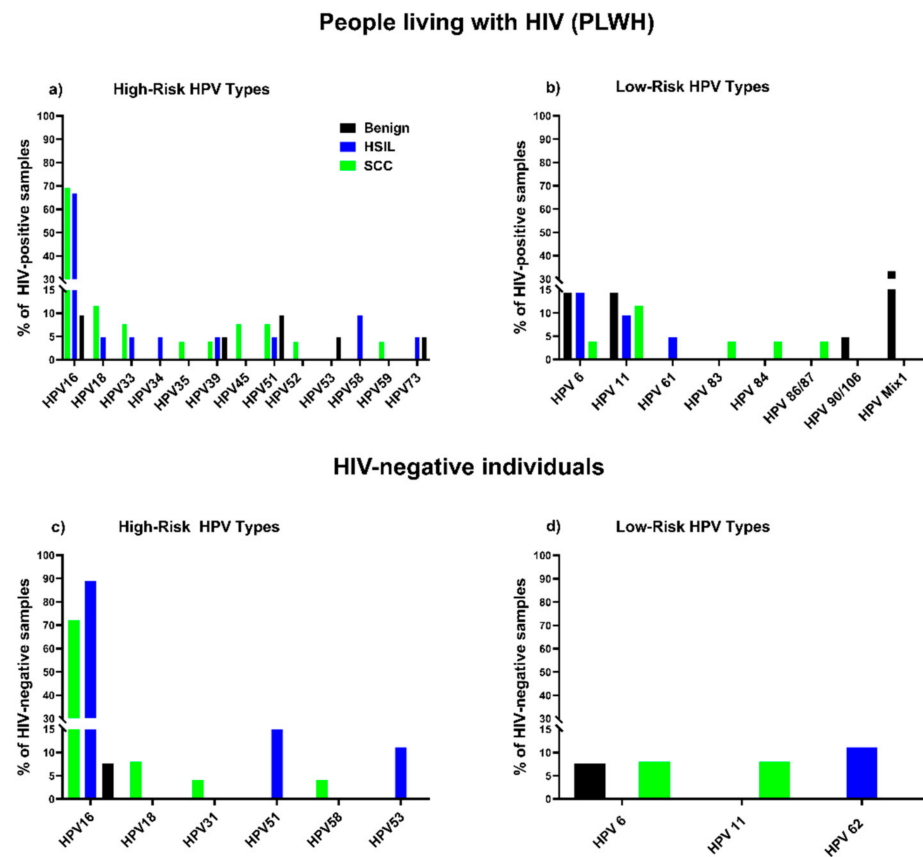 People living with HIV (PLWH)
a) High-Risk HPV Types
100
90
80
70
60
50
40
30
15
10
5
0
% of HIV-positive samples
Benign
HSIL
SCC
HPV16
HPV18
HPV33
HPV34
HPV35
HPV39
HPV45
HPV51
HPV52
HPV53
HPV58
HPV59
HPV73
b) Low-Risk HPV Types
100
90
80
70
60
50
40
30
15
10
5
0
% of HIV-positive samples
HPV 6
HPV 11
HPV 61
HPV 83
HPV 84
HPV 86/87
HPV 90/106
HPV Mix1
HIV-negative individuals
c) High-Risk HPV Types
100
90
80
70
60
50
40
30
15
10
5
0
% of HIV-negative samples
HPV16
HPV18
HPV31
HPV51
HPV58
HPV53
d) Low-Risk HPV Types
100
90
80
70
60
50
40
30
15
10
5
0
% of HIV-negative samples
HPV 6
HPV 11
HPV 62